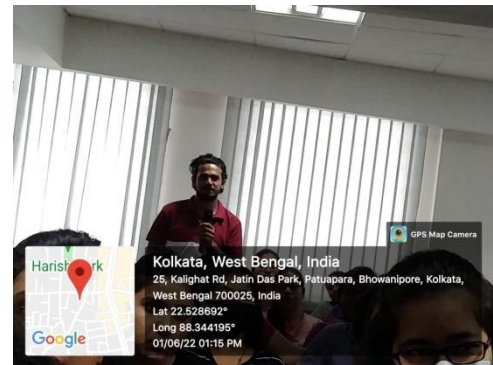 GPS Map Camera
Harish Park
Google
Kolkata, West Bengal, India
25, Kalighat Rd, Jatin Das Park, Patuapara, Bhowanipore, Kolkata,
West Bengal 700025, India
Lat 22.528692°
Long 88.344195°
01/06/22 01:15 PM